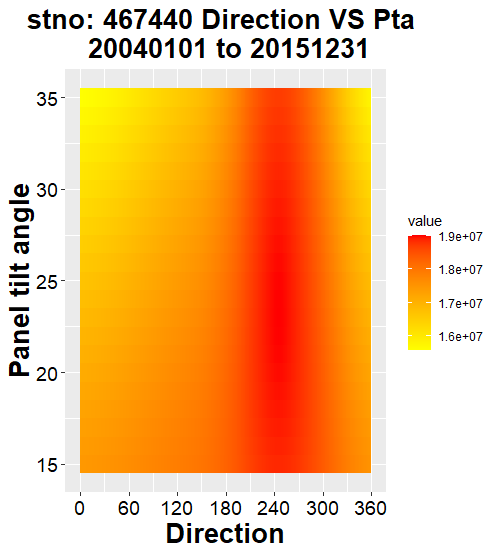 stno: 467440 Direction VS Pta
20040101 to 20151231
Panel tilt angle
35
30
25
20
15
0 60 120 180 240 300 360
Direction
value
1.9e+07
1.8e+07
1.7e+07
1.6e+07